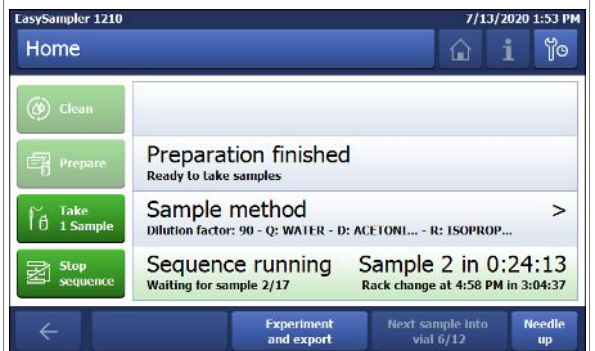 EasySampler 1210 7/13/2020 1:53 PM
Home
Clean
Prepare
Preparation finished
Ready to take samples
Take
1 Sample
Sample method >
Dilution factor: 90 - Q: WATER - D: ACETONI... - R: ISOPROP...
Stop
sequence
Sequence running Sample 2 in 0:24:13
Waiting for sample 2/17 Rack change at 4:58 PM in 3:04:37
Experiment
and export
Next sample into
vial 6/12
Needle
up